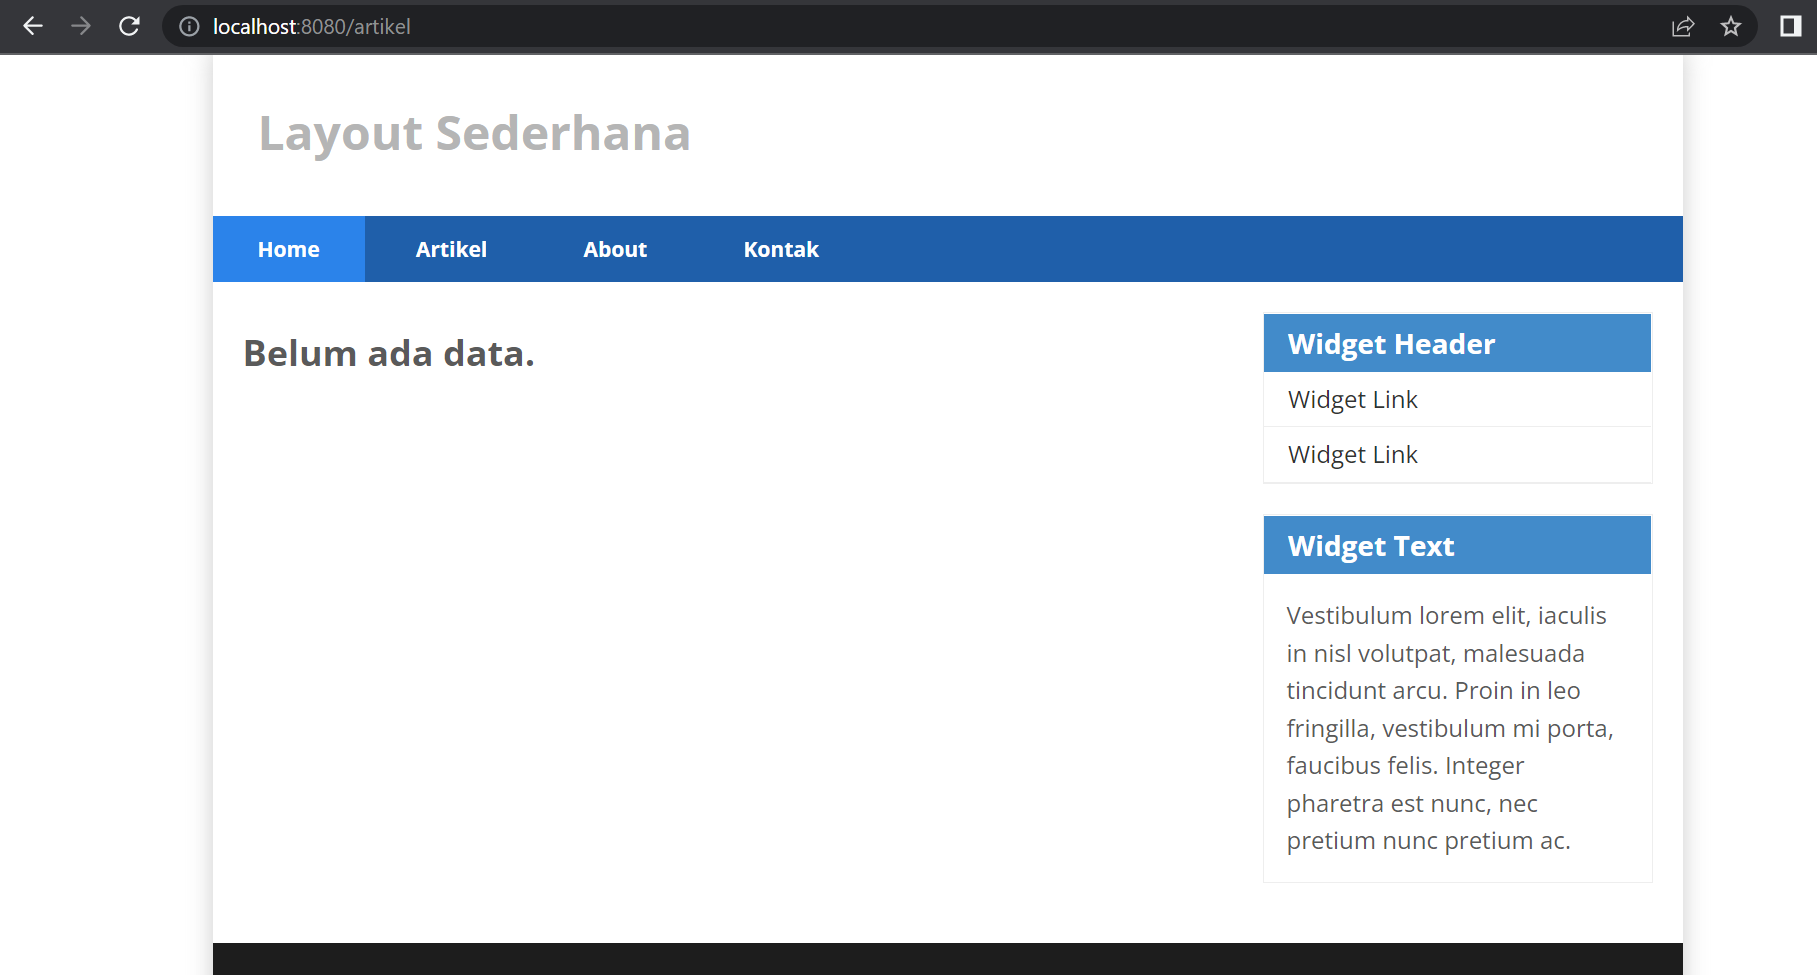 localhost:8080/artikel
Layout Sederhana
Home Artikel About Kontak
Belum ada data.
Widget Header
Widget Link
Widget Link
Widget Text
Vestibulum lorem elit, iaculis
in nisl volutpat, malesuada
tincidunt arcu. Proin in leo
fringilla, vestibulum mi porta,
faucibus felis. Integer
pharetra est nunc, nec
pretium nunc pretium ac.